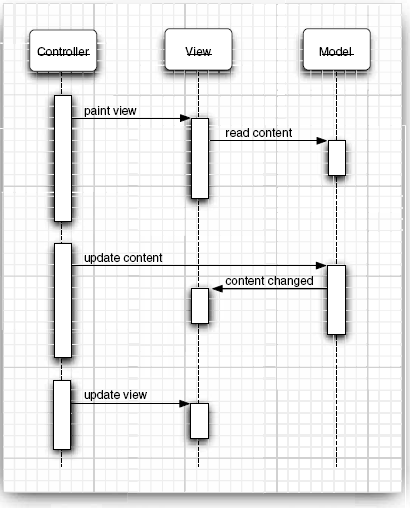 Controller
View
Model
paint view
read content
update content
content changed
update view